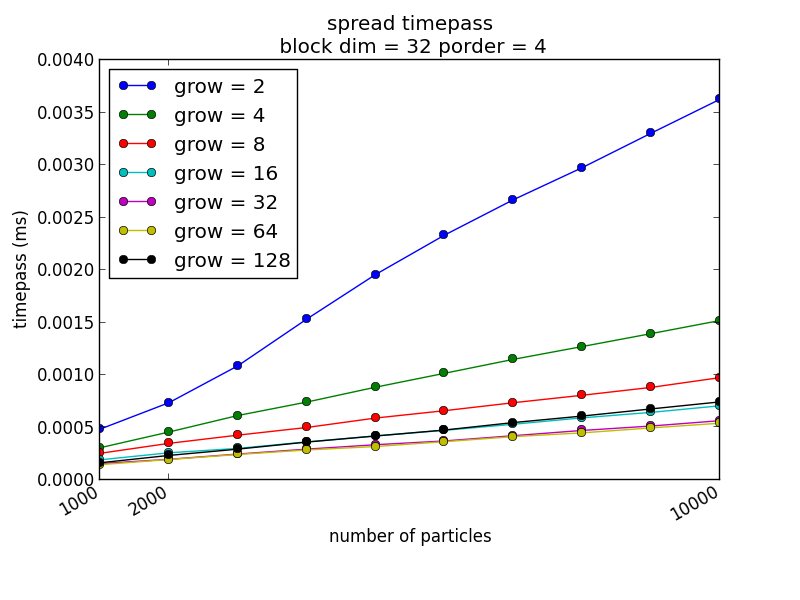 spread timepass
block dim = 32 porder = 4
0.0040
0.0035
0.0030
0.0025
0.0020
0.0015
0.0010
0.0005
0.0000
timepass (ms)
grow = 2
grow = 4
grow = 8
grow = 16
grow = 32
grow = 64
grow = 128
1000
2000
10000
number of particles